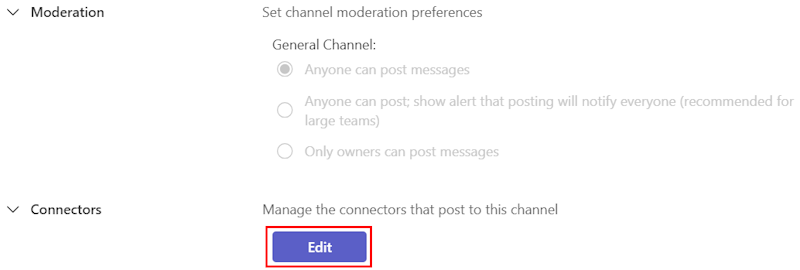 Moderation
Set channel moderation preferences
General Channel:
Anyone can post messages
Anyone can post; show alert that posting will notify everyone (recommended for
large teams)
Only owners can post messages
Connectors
Manage the connectors that post to this channel
Edit